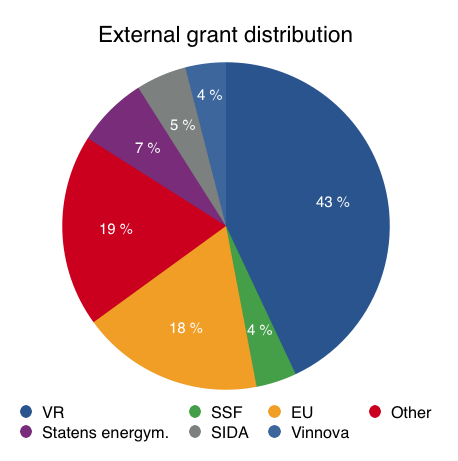 External grant distribution
4 %
5 %
7 %
43 %
19 %
18 %
4 %
VR SSF EU Other
Statens energym. SIDA Vinnova